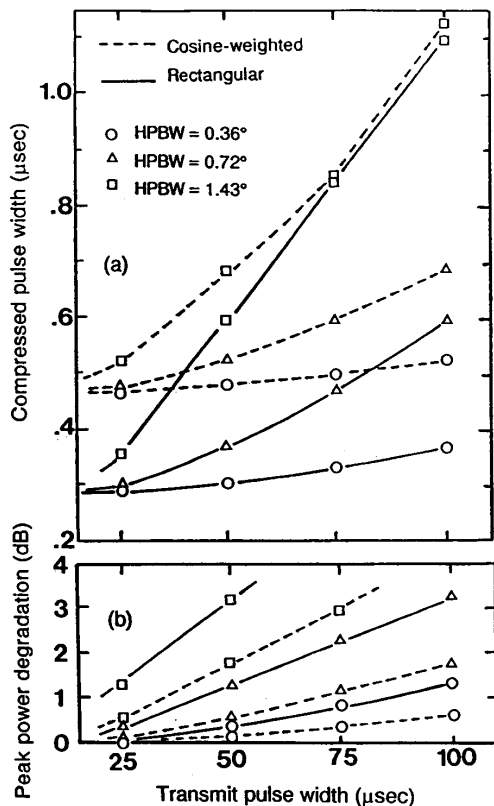 Compressed pulse width (μsec)
1.0
.8
.6
.4
.2
Cosine-weighted
Rectangular
HPBW = 0.36°
HPBW = 0.72°
HPBW = 1.43°
(a)
Peak power degradation (dB)
4
3
2
1
0
(b)
25 50 75 100
Transmit pulse width (μsec)